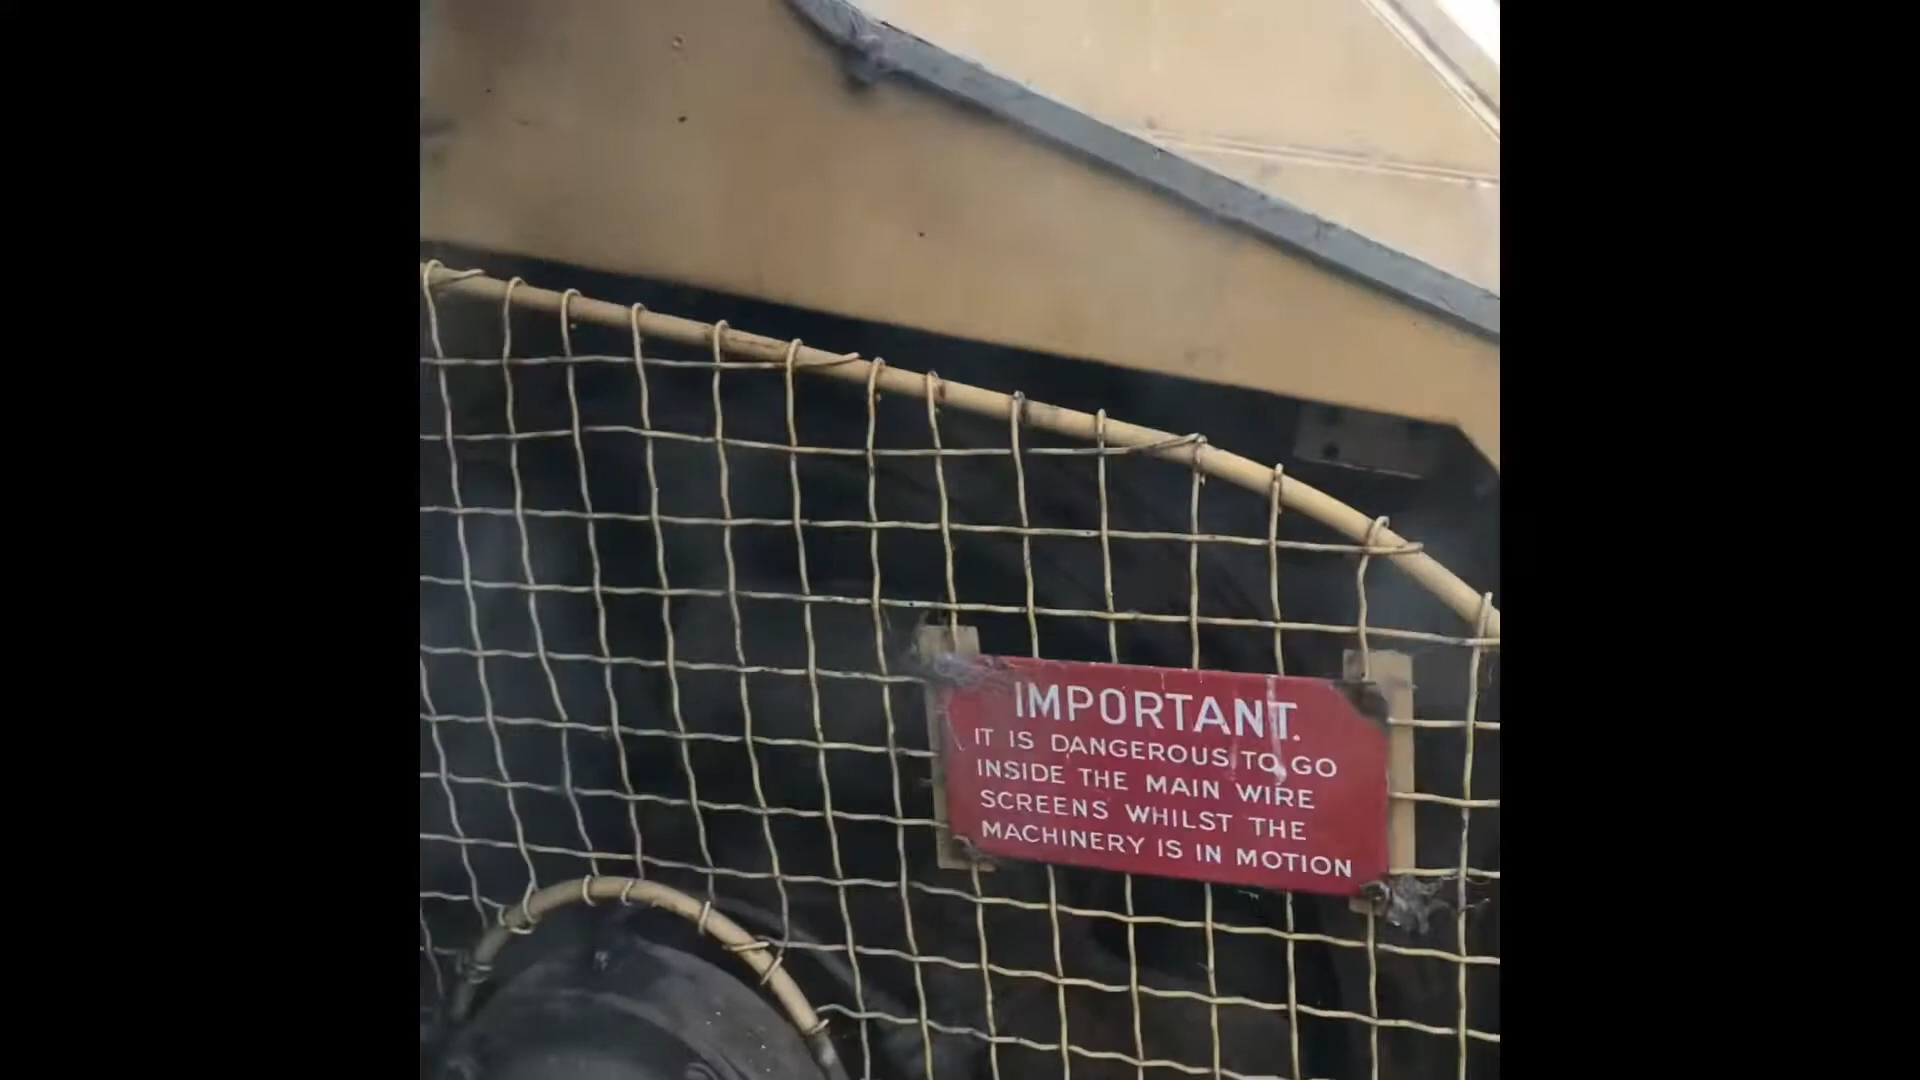 IMPORTANT.
IT IS DANGEROUS TO GO
INSIDE THE MAIN WIRE
SCREENS WHILST THE
MACHINERY IS IN MOTION